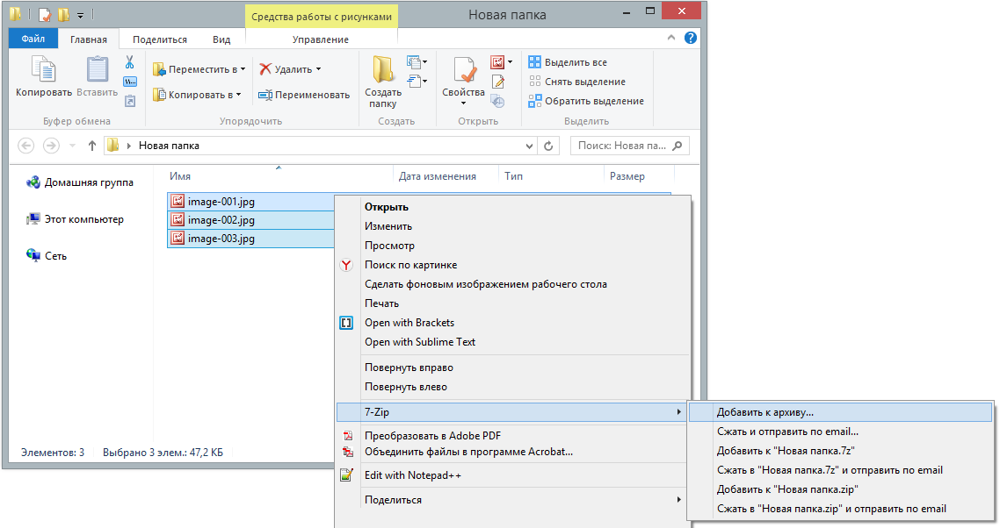 Средства работы с рисунками
Новая папка
Файл
Главная
Поделиться
Вид
Управление
Копировать
Вставить
Переместить в
Копировать в
Удалить
Переименовать
Создать
папку
Свойства
Выделить все
Снять выделение
Обратить выделение
Буфер обмена
Упорядочить
Создать
Открыть
Выделить
Новая папка
Поиск: Новая па...
Домашняя группа
Этот компьютер
Сеть
Имя
Дата изменения
Тип
Размер
image-001.jpg
image-002.jpg
image-003.jpg
Открыть
Изменить
Просмотр
Поиск по картинке
Сделать фоновым изображением рабочего стола
Печать
Open with Brackets
Open with Sublime Text
Повернуть вправо
Повернуть влево
7-Zip
Преобразовать в Adobe PDF
Объединить файлы в программе Acrobat...
Edit with Notepad++
Поделиться
Добавить к архиву...
Сжать и отправить по email...
Добавить к "Новая папка.7z"
Сжать в "Новая папка.7z" и отправить по email
Добавить к "Новая папка.zip"
Сжать в "Новая папка.zip" и отправить по email
Элементов: 3
Выбрано 3 элем.: 47,2 КБ